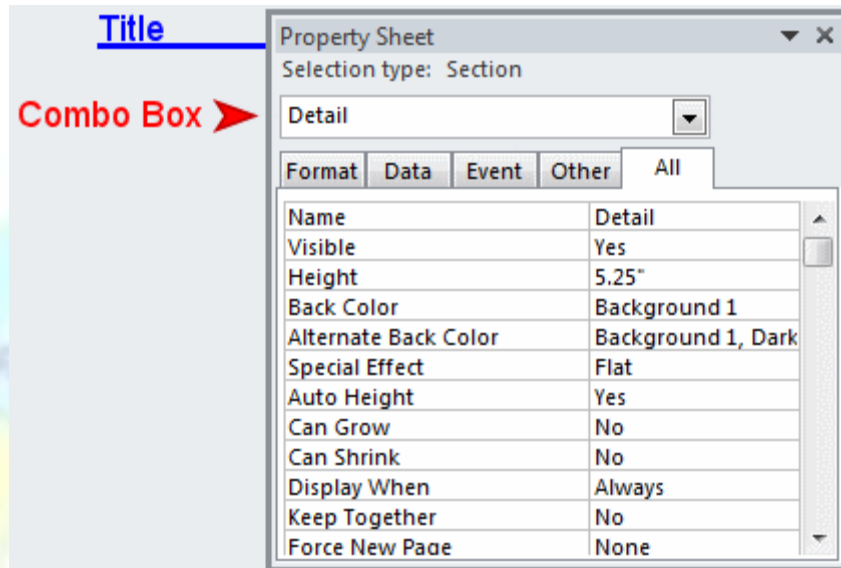 Title
Property Sheet
Selection type: Section
Combo Box
Detail
Format Data Event Other All
Name Detail
Visible Yes
Height 5.25"
Back Color Background 1
Alternate Back Color Background 1, Dark
Special Effect Flat
Auto Height Yes
Can Grow No
Can Shrink No
Display When Always
Keep Together No
Force New Page None